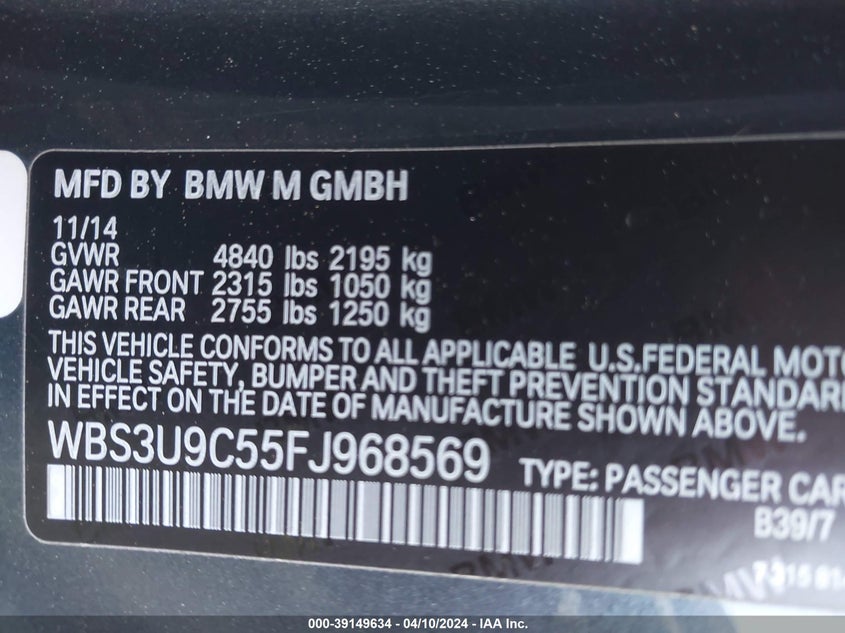 MFD BY BMW M GMBH
11/14
GVWR 4840 lbs 2195 kg
GAWR FRONT 2315 lbs 1050 kg
GAWR REAR 2755 lbs 1250 kg
THIS VEHICLE CONFORMS TO ALL APPLICABLE U.S.FEDERAL MOTO
VEHICLE SAFETY, BUMPER AND THEFT PREVENTION STANDARD
IN EFFECT ON THE DATE OF MANUFACTURE SHOWN ABOVE.
WBS3U9C55FJ968569 TYPE: PASSENGER CAR
B39/7
000-39149634 / 04/10/2024 - IAA Inc.